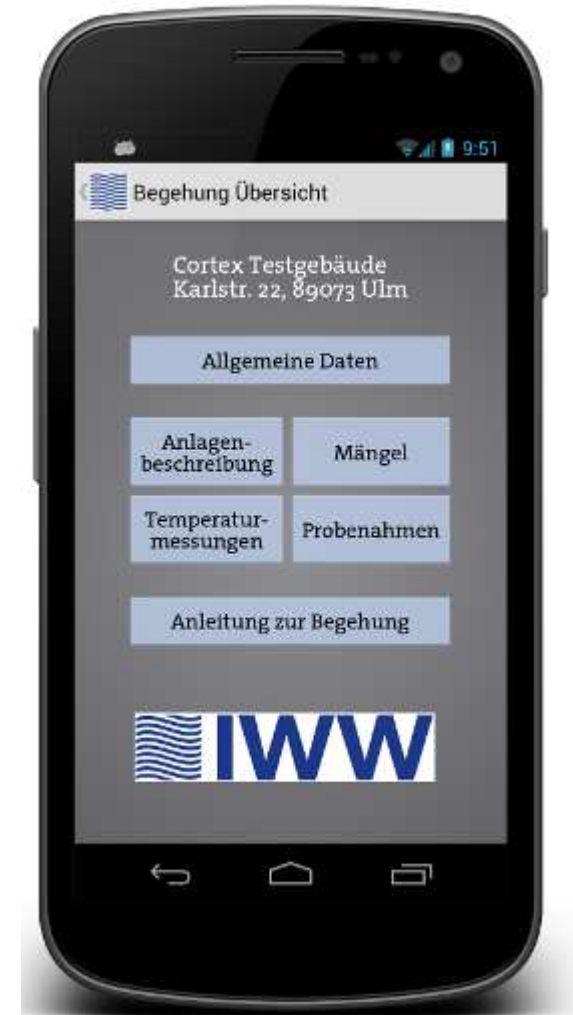 9:51
Begehung Übersicht
Cortex Testgebäude
Karlstr. 22, 89073 Ulm
Allgemeine Daten
Anlagen-
beschreibung
Mängel
Temperatur-
messungen
Probenahmen
Anleitung zur Begehung
IWW